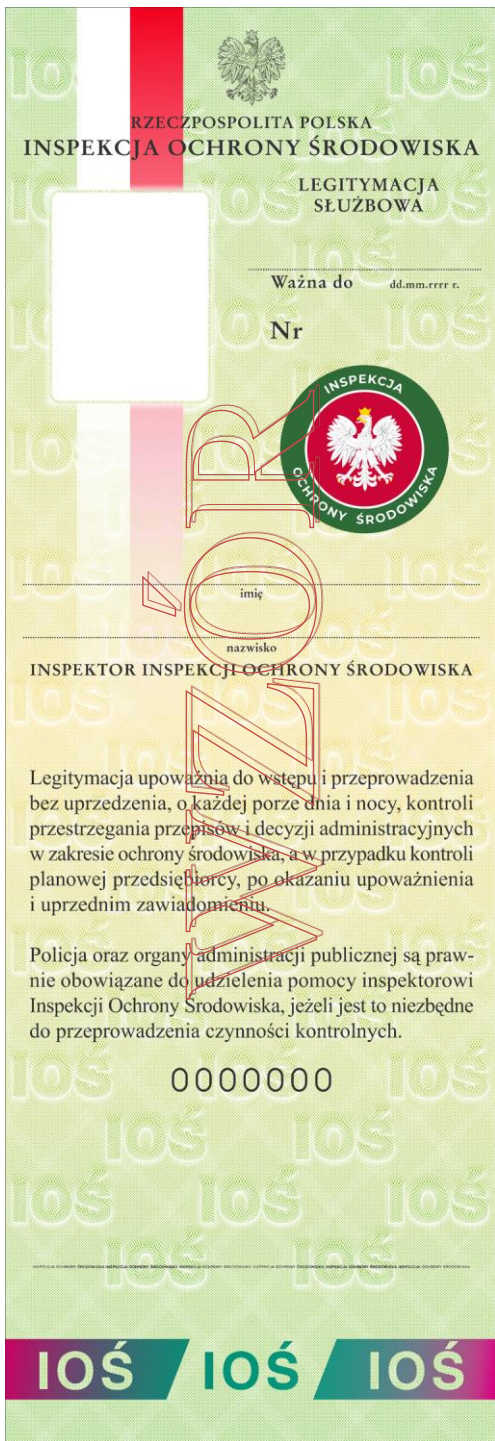 RZECZPOSPOLITA POLSKA
INSPEKCJA OCHRONY ŚRODOWISKA
LEGITYMACJA
SŁUŻBOWA
Ważna do dd.mm.rrrr r.
Nr
INSPEKCJA
OCHRONY ŚRODOWISKA
WZÓR
imię
nazwisko
INSPEKTOR INSPEKCJI OCHRONY ŚRODOWISKA
Legitymacja upoważnia do wstępu i przeprowadzenia
bez uprzedzenia, o każdej porze dnia i nocy, kontroli
przestrzegania przepisów i decyzji administracyjnych
w zakresie ochrony środowiska, a w przypadku kontroli
planowej przedsiębiorcy, po okazaniu upoważnienia
i uprzednim zawiadomieniu.
Policja oraz organy administracji publicznej są praw-
nie obowiązane do udzielenia pomocy inspektorowi
Inspekcji Ochrony Środowiska, jeżeli jest to niezbędne
do przeprowadzenia czynności kontrolnych.
0000000
IOŚ IOŚ IOŚ